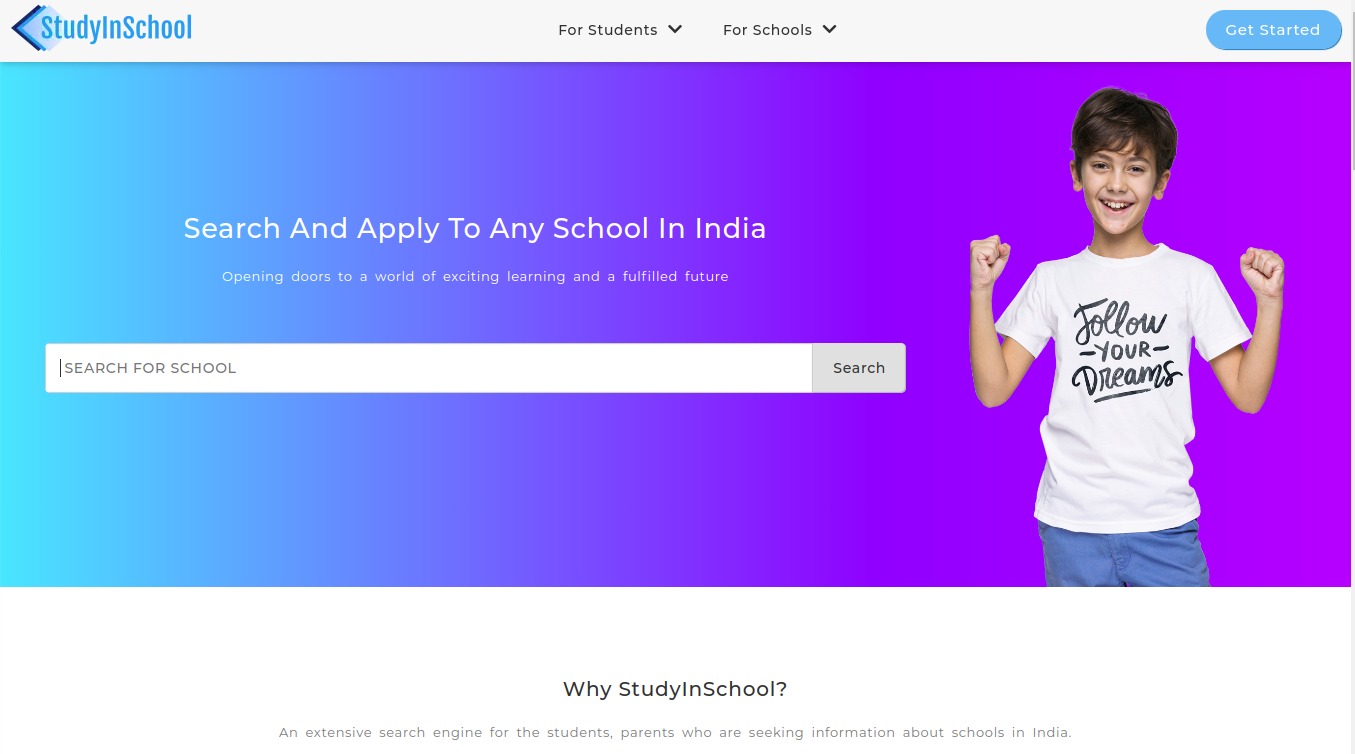 StudyInSchool
For Students
For Schools
Get Started
Search And Apply To Any School In India
Opening doors to a world of exciting learning and a fulfilled future
SEARCH FOR SCHOOL
Search
Follow
YOUR
Dreams
Why StudyInSchool?
An extensive search engine for the students, parents who are seeking information about schools in India.